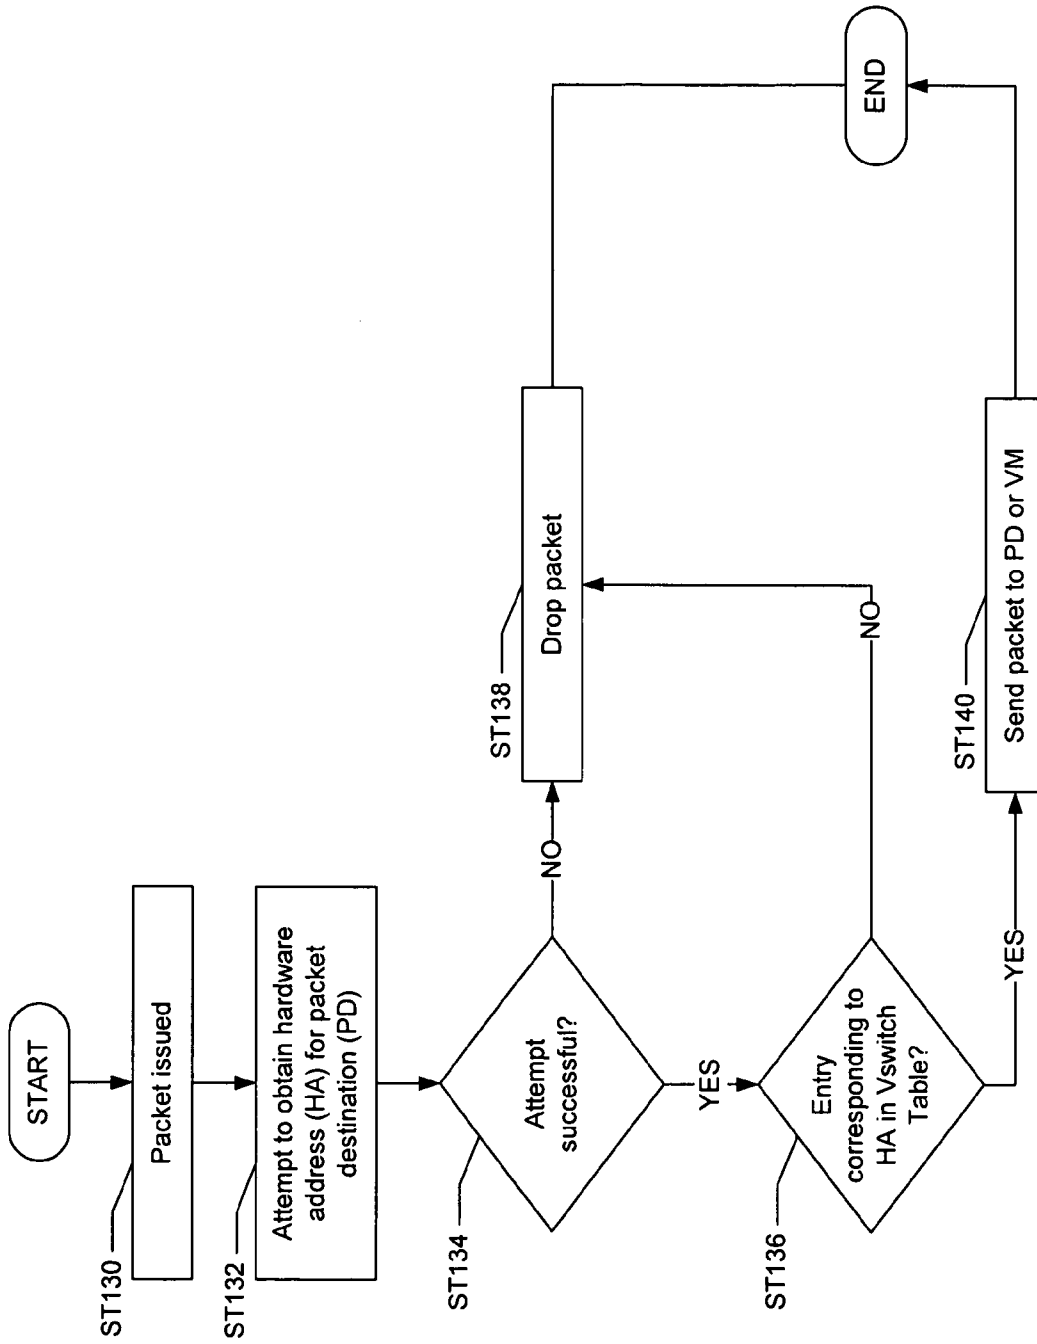 START
ST130
Packet issued
ST132
Attempt to obtain hardware
address (HA) for packet
destination (PD)
ST134
Attempt
successful?
NO
ST138
Drop packet
YES
ST136
Entry
corresponding to
HA in Vswitch
Table?
NO
YES
ST140
Send packet to PD or VM
END